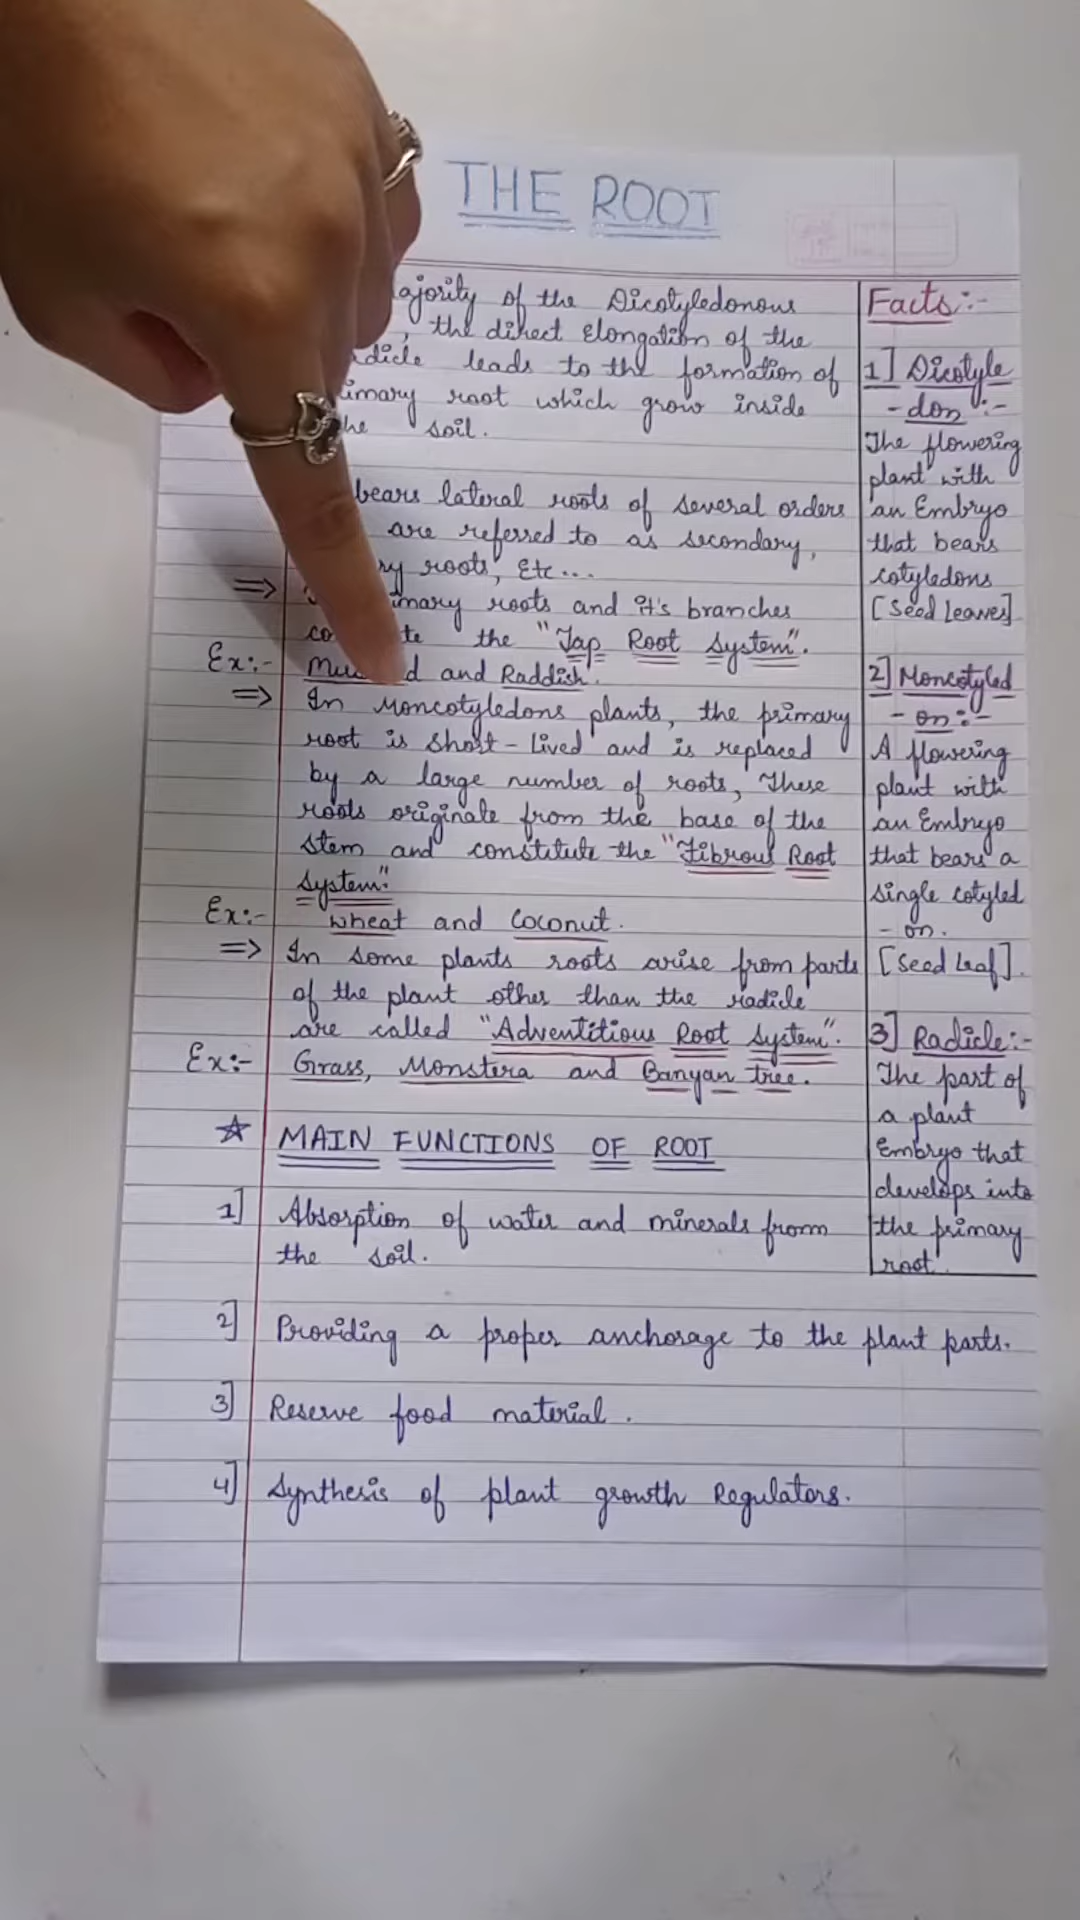 THE ROOT
ajority of the Dicotyledonous
, the direct Elongation of the
dicle leads to the formation of
imary root which grow inside
he soil.
bears lateral roots of several orders
are referred to as secondary,
ry roots, Etc...
⇒ imary roots and it's branches
co te the "Tap Root System".
Ex:- Mu d and Raddish.
⇒ In Moncotyledons plants, the primary
root is short-lived and is replaced
by a large number of roots, These
roots originate from the base of the
stem and constitute the "Fibrous Root
System".
Ex:- Wheat and Coconut.
⇒ In some plants roots arise from parts
of the plant other than the radicle
are called "Adventitious Root System".
Ex:- Grass, Monstera and Banyan tree.
☆ MAIN FUNCTIONS OF ROOT
1] Absorption of water and minerals from
the soil.
2] Providing a proper anchorage to the plant parts.
3] Reserve food material.
4] Synthesis of plant growth Regulators.
Facts:-
1] Dicotyle
-don:-
The flowering
plant with
an Embryo
that bears
cotyledons
[Seed Leaves]
2] Moncotyled
-on:-
A flowering
plant with
an Embryo
that bears a
single cotyled
-on.
[Seed Leaf].
3] Radicle:-
The part of
a plant
Embryo that
develops into
the primary
root.